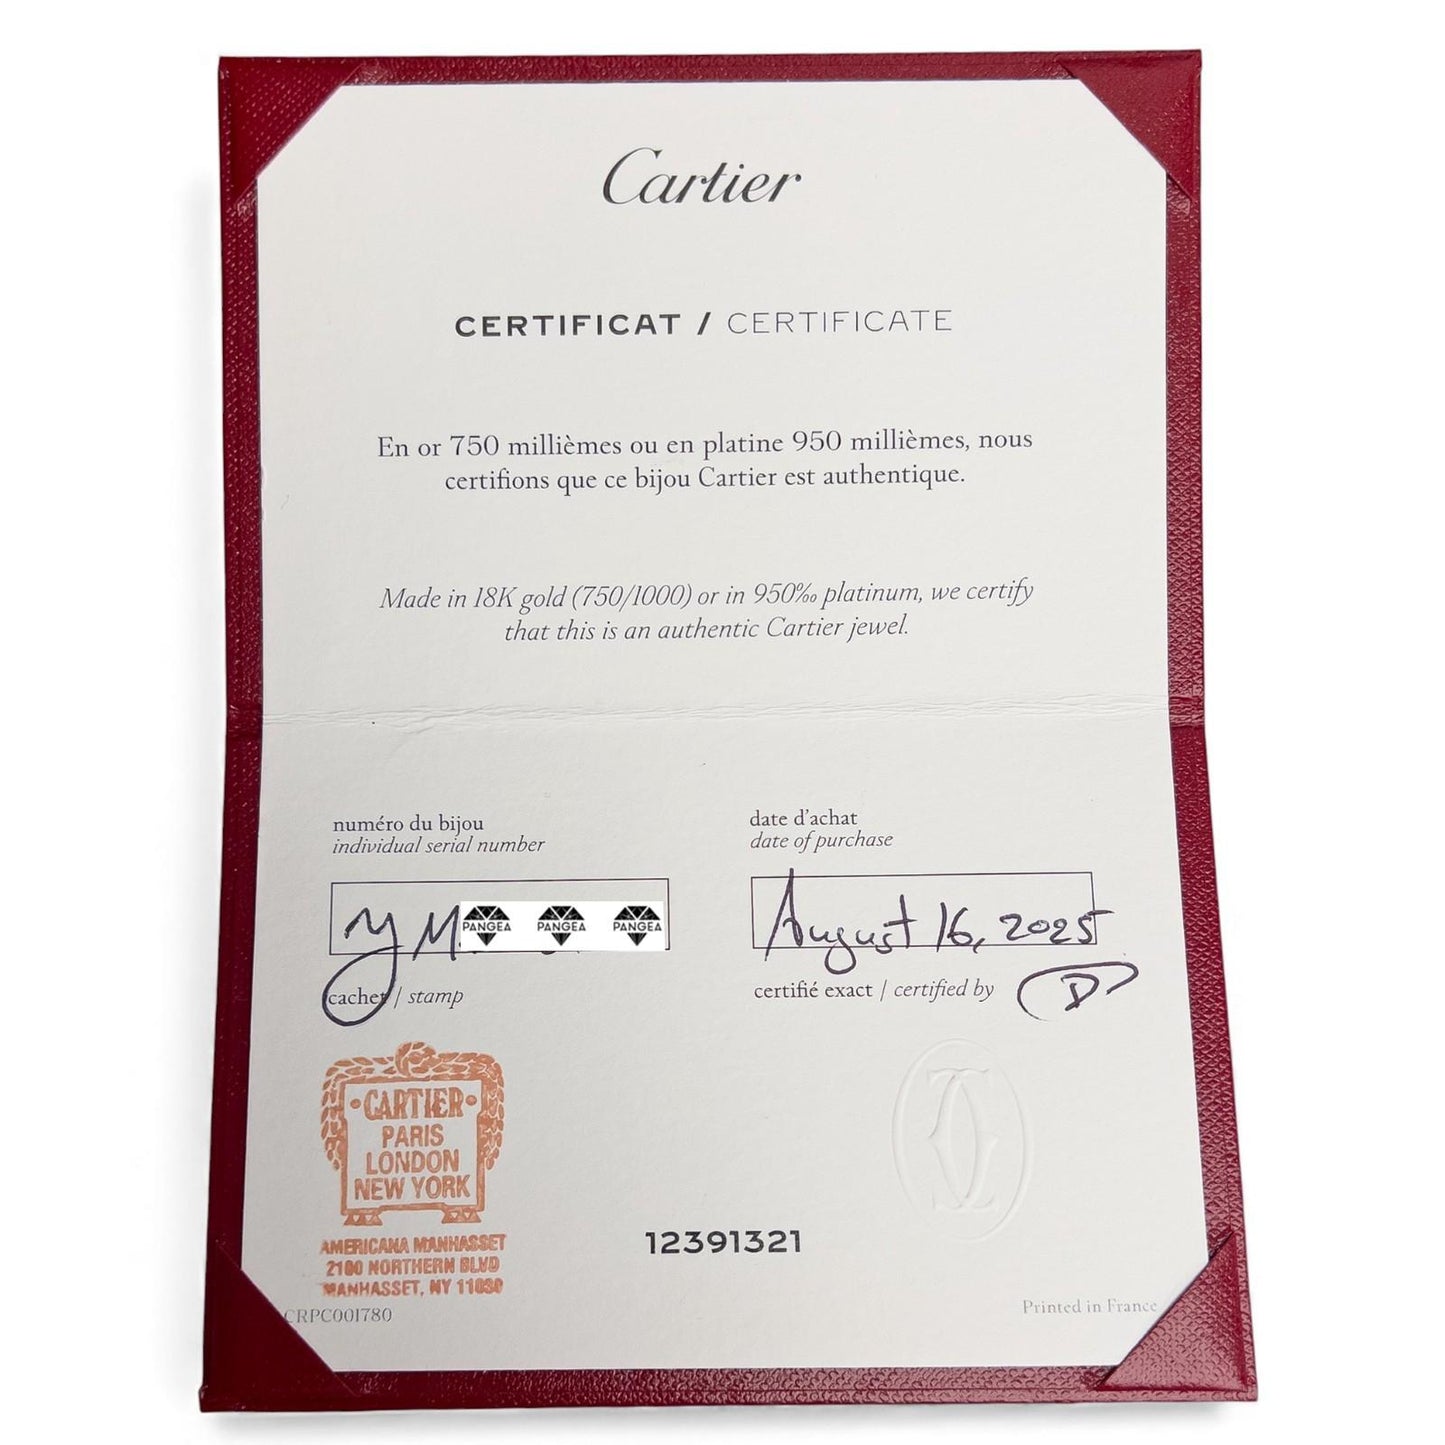 Cartier
CERTIFICAT / CERTIFICATE
En or 750 millièmes ou en platine 950 millièmes, nous
certifions que ce bijou Cartier est authentique.
Made in 18K gold (750/1000) or in 950‰ platinum, we certify
that this is an authentic Cartier jewel.
numéro du bijou
individual serial number
PANGEA PANGEA PANGEA
cachet / stamp
date d'achat
date of purchase
August 16, 2025
certifié exact / certified by
CARTIER
PARIS
LONDON
NEW YORK
AMERICANA MANHASSET
2100 NORTHERN BLVD
MANHASSET, NY 11030
12391321
CRPC001780
Printed in France